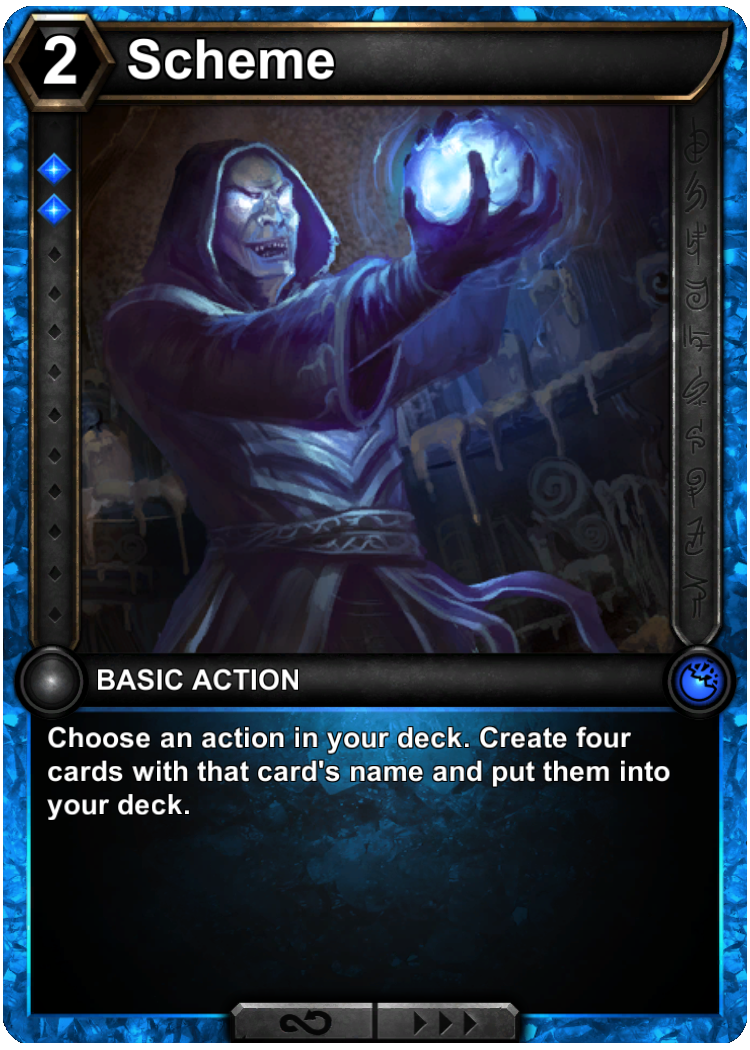 2 Scheme
BASIC ACTION
Choose an action in your deck. Create four
cards with that card's name and put them into
your deck.